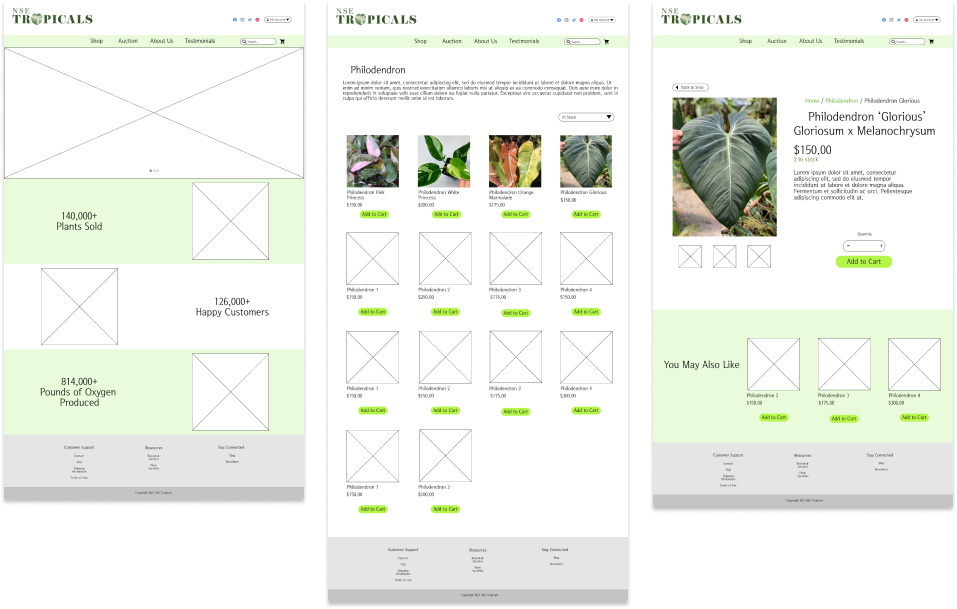 NSE
TROPICALS
My Account
Shop Auction About Us Testimonials Search...
140,000+
Plants Sold
126,000+
Happy Customers
814,000+
Pounds of Oxygen
Produced
Customer Support Resources Stay Connected
Contact
FAQ
Shipping
Information
Terms of Use
Blog
Newsletters
Copyright 2021 NSE Tropicals
NSE
TROPICALS
My Account
Shop Auction About Us Testimonials Search...
Philodendron
Lorem ipsum dolor sit amet, consectetur adipiscing elit, sed do eiusmod tempor incididunt ut labore et dolore magna aliqua. Ut
enim ad minim veniam, quis nostrud exercitation ullamco laboris nisi ut aliquip ex ea commodo consequat. Duis aute irure dolor in
reprehenderit in voluptate velit esse cillum dolore eu fugiat nulla pariatur. Excepteur sint occaecat cupidatat non proident, sunt in
culpa qui officia deserunt mollit anim id est laborum.
In Stock
Philodendron Pink
Princess
$150.00
Add to Cart
Philodendron White
Princess
$200.00
Add to Cart
Philodendron Orange
Marmalade
$175.00
Add to Cart
Philodendron Glorious
$150.00
Add to Cart
Philodendron 1
$150.00
Add to Cart
Philodendron 2
$250.00
Add to Cart
Philodendron 3
$175.00
Add to Cart
Philodendron 4
$150.00
Add to Cart
Philodendron 1
$150.00
Add to Cart
Philodendron 2
$150.00
Add to Cart
Philodendron 3
$175.00
Add to Cart
Philodendron 4
$300.00
Add to Cart
Philodendron 1
$150.00
Add to Cart
Philodendron 2
$100.00
Add to Cart
Customer Support Resources Stay Connected
Contact
FAQ
Shipping
Information
Terms of Use
Blog
Newsletters
Copyright 2021 NSE Tropicals
NSE
TROPICALS
My Account
Shop Auction About Us Testimonials Search...
Back to Shop
Home / Philodendron / Philodendron Glorious
Philodendron ‘Glorious’
Gloriosum x Melanochrysum
$150.00
2 in stock
Lorem ipsum dolor sit amet, consectetur
adipiscing elit, sed do eiusmod tempor
incididunt ut labore et dolore magna aliqua.
Fermentum et sollicitudin ac orci. Pellentesque
adipiscing commodo elit at.
Quantity
Add to Cart
You May Also Like
Philodendron 2
$150.00
Add to Cart
Philodendron 3
$175.00
Add to Cart
Philodendron 4
$300.00
Add to Cart
Customer Support Resources Stay Connected
Contact
FAQ
Shipping
Information
Terms of Use
Blog
Newsletters
Copyright 2021 NSE Tropicals